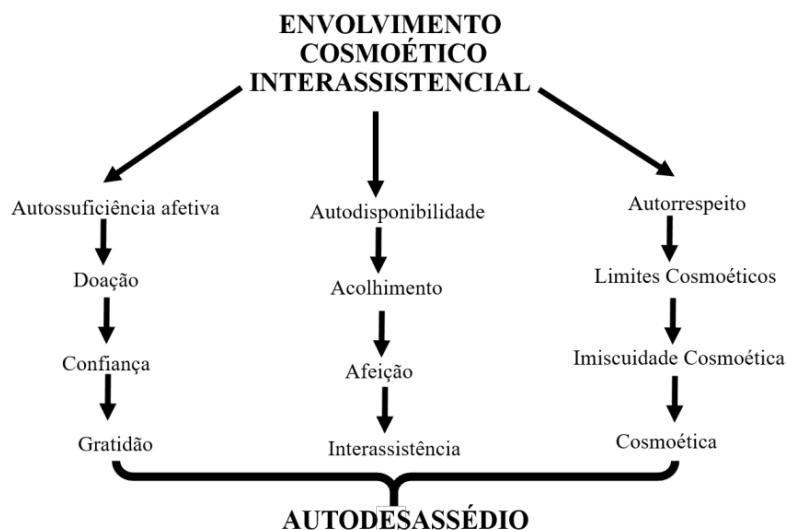 ENVOLVIMENTO
COSMOÉTICO
INTERASSISTENCIAL
Autossuficiência afetiva
Autodisponibilidade
Autorrespeito
Doação
Acolhimento
Limites Cosmoéticos
Confiança
Afeição
Imiscuidade Cosmoética
Gratidão
Interassistência
Cosmoética
AUTODESASSÉDIO